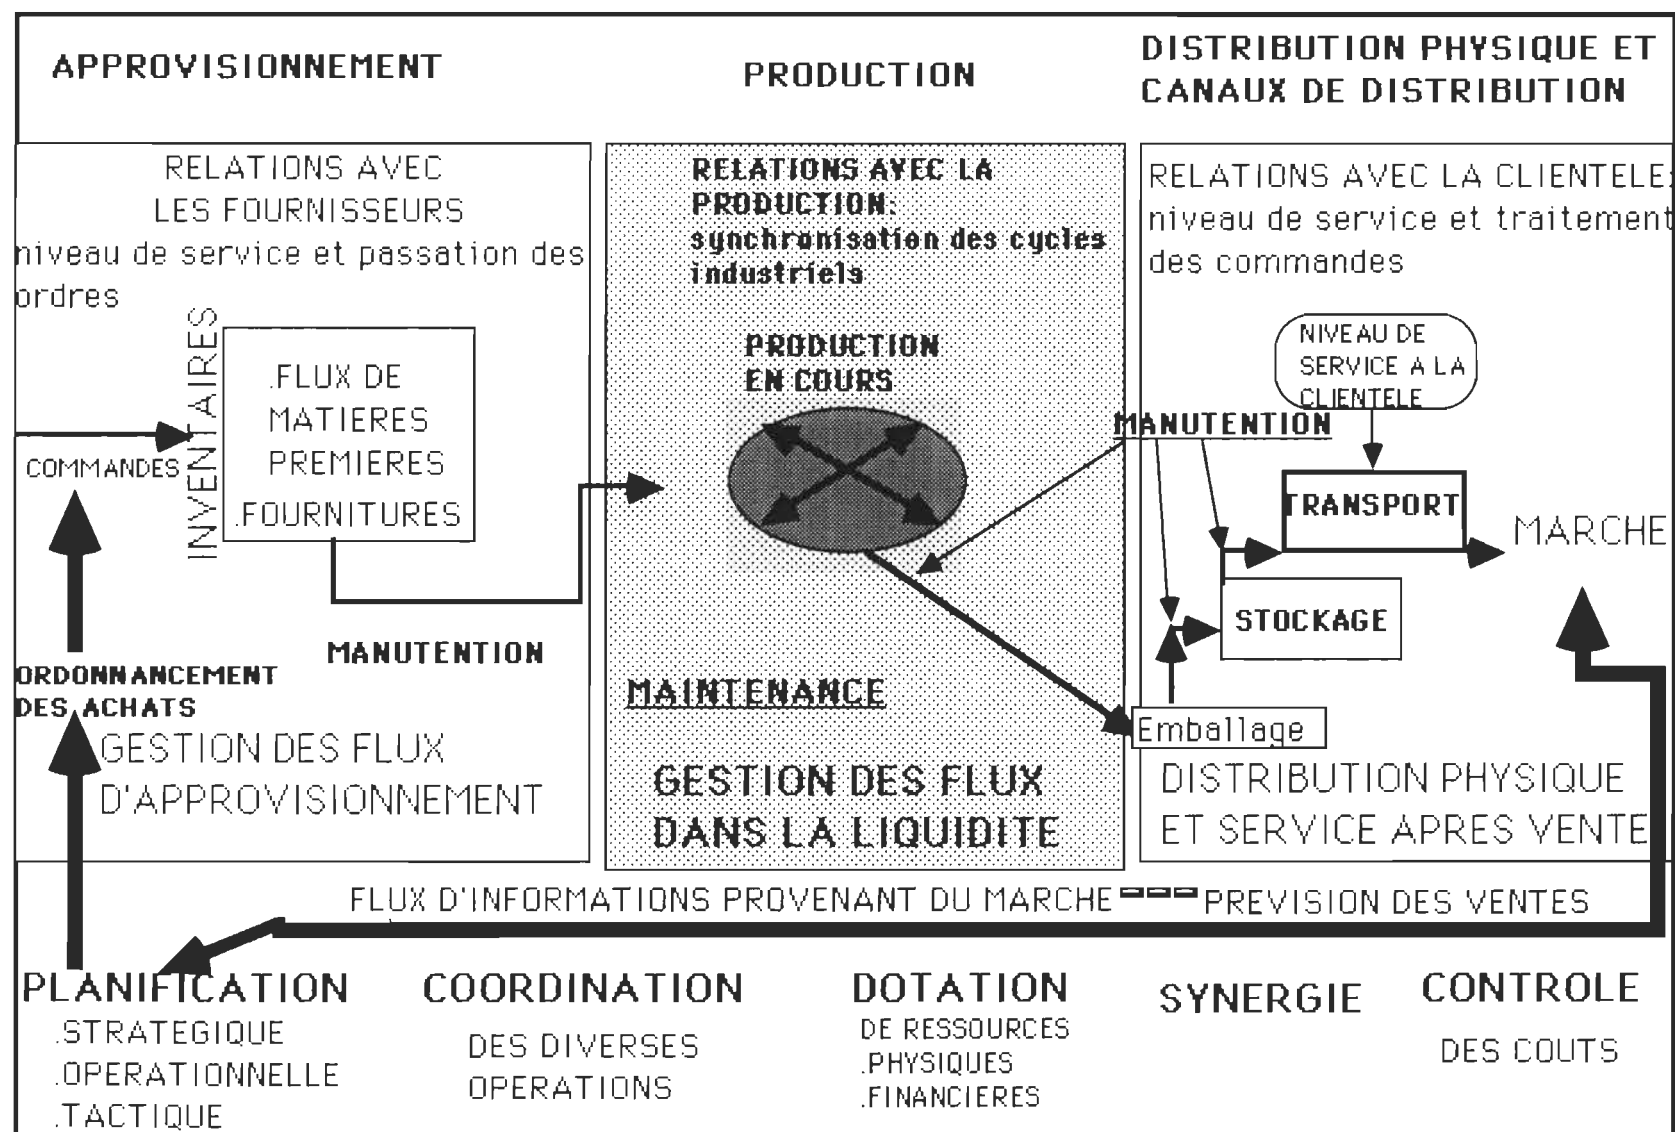 APPROVISIONNEMENT
PRODUCTION
DISTRIBUTION PHYSIQUE ET
CANAUX DE DISTRIBUTION
RELATIONS AVEC
LES FOURNISSEURS
niveau de service et passation des
ordres
INVENTAIRES
.FLUX DE
MATIERES
PREMIERES
.FOURNITURES
COMMANDES
MANUTENTION
ORDONNANCEMENT
DES ACHATS
GESTION DES FLUX
D'APPROVISIONNEMENT
RELATIONS AVEC LA
PRODUCTION:
synchronisation des cycles
industriels
PRODUCTION
EN COURS
MAINTENANCE
GESTION DES FLUX
DANS LA LIQUIDITE
RELATIONS AVEC LA CLIENTELE:
niveau de service et traitement
des commandes
NIVEAU DE
SERVICE A LA
CLIENTELE
MANUTENTION
TRANSPORT
MARCHE
STOCKAGE
Emballage
DISTRIBUTION PHYSIQUE
ET SERVICE APRES VENTE
FLUX D'INFORMATIONS PROVENANT DU MARCHE --- PREVISION DES VENTES
PLANIFICATION
.STRATEGIQUE
.OPERATIONNELLE
.TACTIQUE
COORDINATION
DES DIVERSES
OPERATIONS
DOTATION
DE RESSOURCES
.PHYSIQUES
.FINANCIERES
SYNERGIE
CONTROLE
DES COUTS